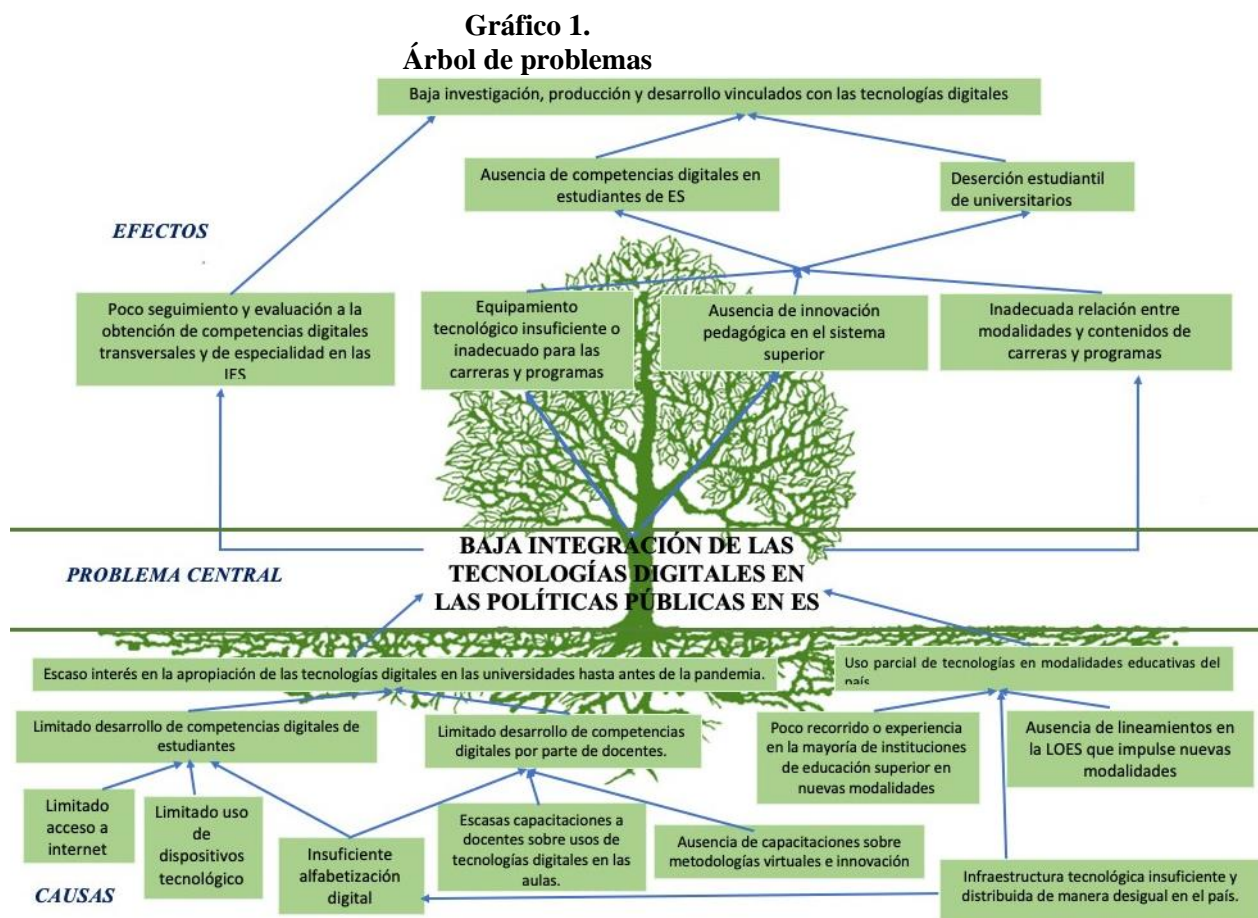 Gráfico 1.
Árbol de problemas
Baja investigación, producción y desarrollo vinculados con las tecnologías digitales
Ausencia de competencias digitales en
estudiantes de ES
Deserción estudiantil
de universitarios
EFECTOS
Poco seguimiento y evaluación a la
obtención de competencias digitales
transversales y de especialidad en las
IES
Equipamiento
tecnológico insuficiente o
inadecuado para las
carreras y programas
Ausencia de innovación
pedagógica en el sistema
superior
Inadecuada relación entre
modalidades y contenidos de
carreras y programas
PROBLEMA CENTRAL
BAJA INTEGRACIÓN DE LAS
TECNOLOGÍAS DIGITALES EN
LAS POLÍTICAS PÚBLICAS EN ES
Escaso interés en la apropiación de las tecnologías digitales en las universidades hasta antes de la pandemia.
Uso parcial de tecnologías en modalidades educativas del
país
Limitado desarrollo de competencias digitales de
estudiantes
Limitado desarrollo de competencias
digitales por parte de docentes.
Poco recorrido o experiencia
en la mayoría de instituciones
de educación superior en
nuevas modalidades
Ausencia de lineamientos en
la LOES que impulse nuevas
modalidades
Limitado
acceso a
internet
Limitado uso
de
dispositivos
tecnológico
Insuficiente
alfabetización
digital
Escasas capacitaciones a
docentes sobre usos de
tecnologías digitales en las
aulas.
Ausencia de capacitaciones sobre
metodologías virtuales e innovación
Infraestructura tecnológica insuficiente y
distribuida de manera desigual en el país.
CAUSAS